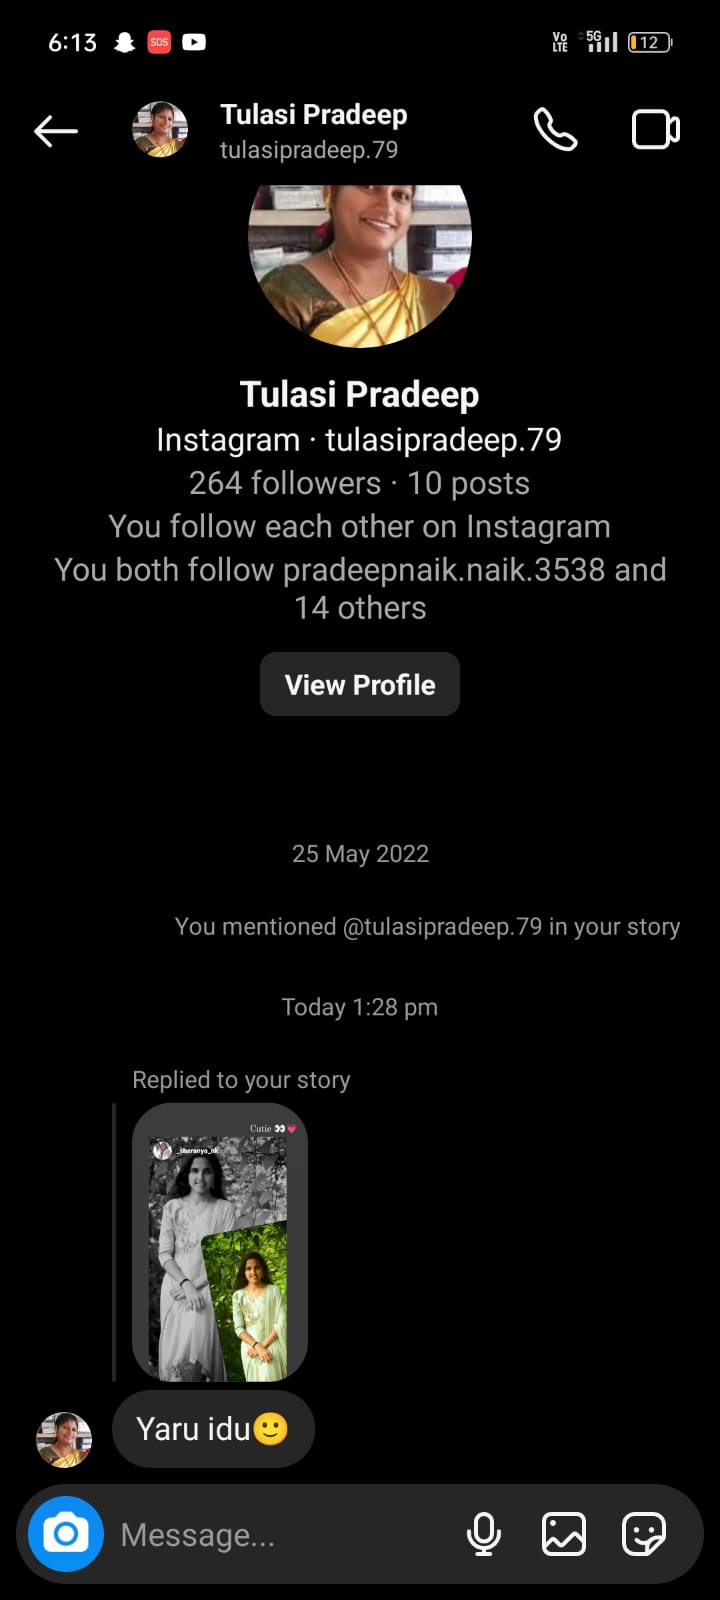 6:13 SOS Vo LTE 5G 12
Tulasi Pradeep
tulasipradeep.79
Tulasi Pradeep
Instagram · tulasipradeep.79
264 followers · 10 posts
You follow each other on Instagram
You both follow pradeepnaik.naik.3538 and
14 others
View Profile
25 May 2022
You mentioned @tulasipradeep.79 in your story
Today 1:28 pm
Replied to your story
Cutie 👀💗
Yaru idu🙂
Message...